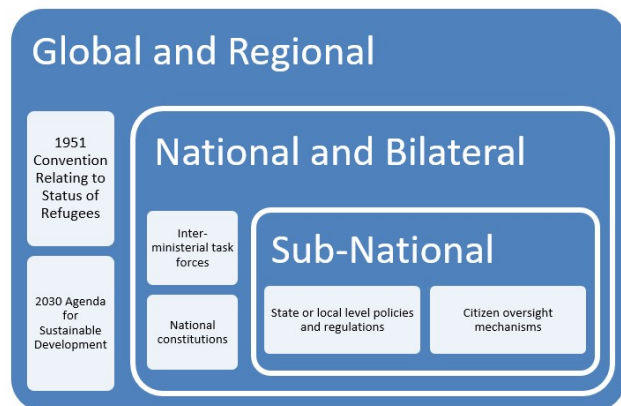 Global and Regional
1951
Convention
Relating to
Status of
Refugees
2030 Agenda
for
Sustainable
Development
National and Bilateral
Inter-
ministerial task
forces
National
constitutions
Sub-National
State or local level policies
and regulations
Citizen oversight
mechanisms